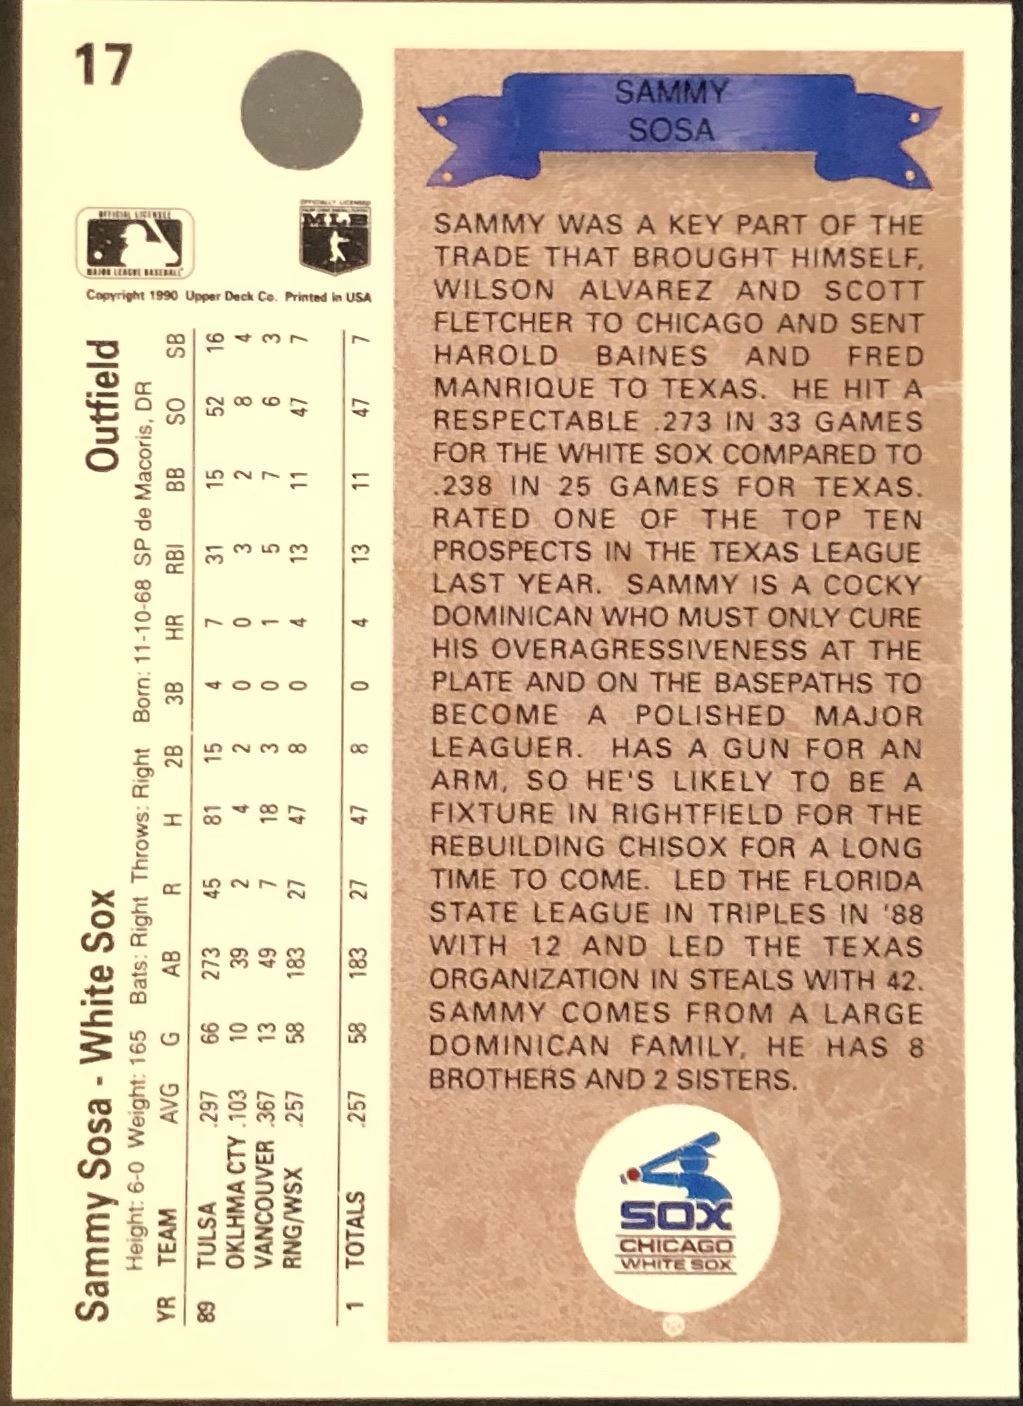 17
OFFICIAL LICENSEE
MAJOR LEAGUE BASEBALL
OFFICIALLY LICENSED
MLB
Copyright 1990 Upper Deck Co. Printed in USA
Sammy Sosa - White Sox Outfield
Height: 6-0 Weight: 165 Bats: Right Throws: Right Born: 11-10-68 SP de Macoris, DR
YR TEAM AVG G AB R H 2B 3B HR RBI BB SO SB
89 TULSA .297 66 273 45 81 15 4 7 31 15 52 16
OKLHMA CTY .103 10 39 2 4 2 0 0 3 2 8 4
VANCOUVER .367 13 49 7 18 3 0 1 5 7 6 3
RNG/WSX .257 58 183 27 47 8 0 4 13 11 47 7
1 TOTALS .257 58 183 27 47 8 0 4 13 11 47 7
SAMMY
SOSA
SAMMY WAS A KEY PART OF THE
TRADE THAT BROUGHT HIMSELF,
WILSON ALVAREZ AND SCOTT
FLETCHER TO CHICAGO AND SENT
HAROLD BAINES AND FRED
MANRIQUE TO TEXAS. HE HIT A
RESPECTABLE .273 IN 33 GAMES
FOR THE WHITE SOX COMPARED TO
.238 IN 25 GAMES FOR TEXAS.
RATED ONE OF THE TOP TEN
PROSPECTS IN THE TEXAS LEAGUE
LAST YEAR. SAMMY IS A COCKY
DOMINICAN WHO MUST ONLY CURE
HIS OVERAGRESSIVENESS AT THE
PLATE AND ON THE BASEPATHS TO
BECOME A POLISHED MAJOR
LEAGUER. HAS A GUN FOR AN
ARM, SO HE'S LIKELY TO BE A
FIXTURE IN RIGHTFIELD FOR THE
REBUILDING CHISOX FOR A LONG
TIME TO COME. LED THE FLORIDA
STATE LEAGUE IN TRIPLES IN '88
WITH 12 AND LED THE TEXAS
ORGANIZATION IN STEALS WITH 42.
SAMMY COMES FROM A LARGE
DOMINICAN FAMILY, HE HAS 8
BROTHERS AND 2 SISTERS.
SOX
CHICAGO
WHITE SOX